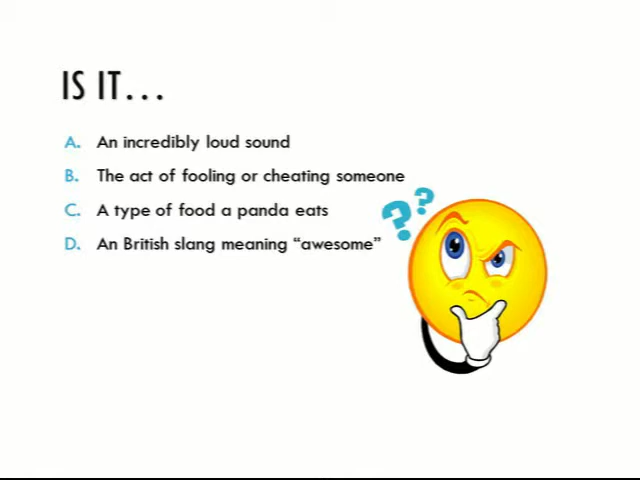 IS IT...
A. An incredibly loud sound
B. The act of fooling or cheating someone
C. A type of food a panda eats
D. An British slang meaning “awesome”
??